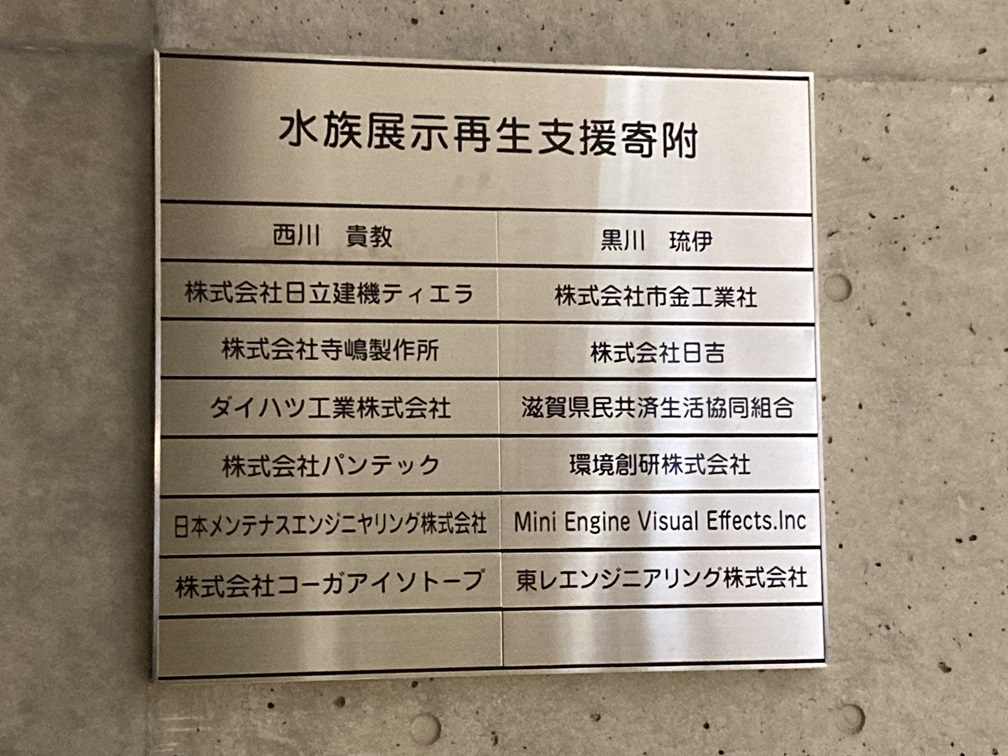 水族展示再生支援寄附
西川　貴教
黒川　琉伊
株式会社日立建機ティエラ
株式会社市金工業社
株式会社寺嶋製作所
株式会社日吉
ダイハツ工業株式会社
滋賀県民共済生活協同組合
株式会社パンテック
環境創研株式会社
日本メンテナスエンジニヤリング株式会社
Mini Engine Visual Effects.Inc
株式会社コーガアイソトープ
東レエンジニアリング株式会社